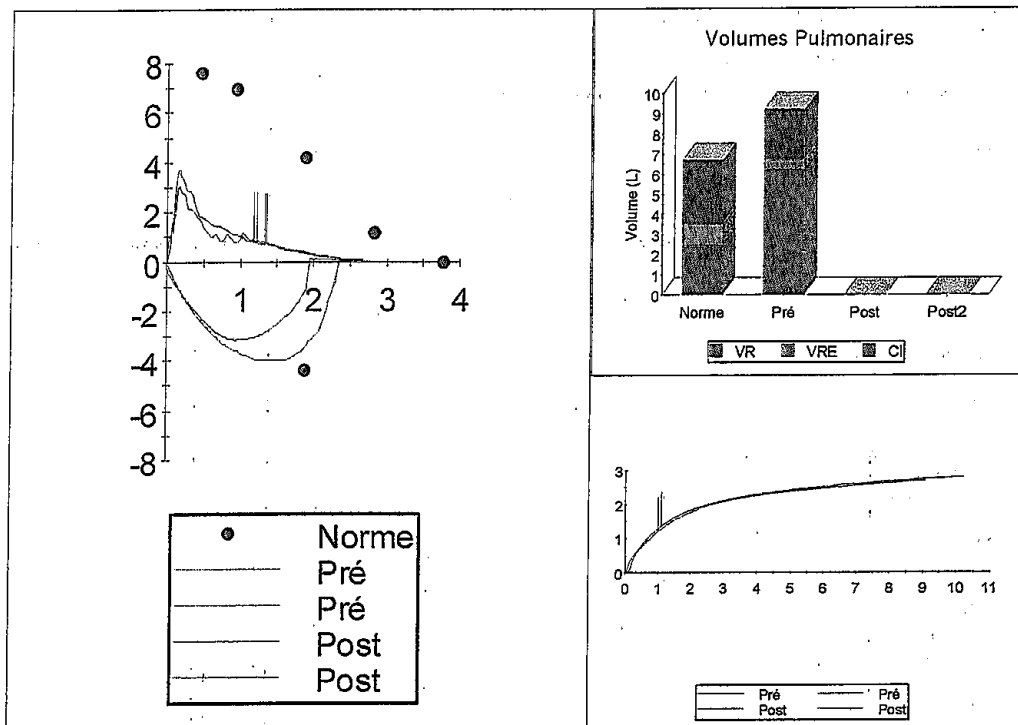 8
6
4
2
0
-2
-4
-6
-8
1 2 3 4
Norme
Pré
Pré
Post
Post
Volumes Pulmonaires
Volume (L)
10
9
8
7
6
5
4
3
2
1
0
Norme Pré Post Post2
VR VRE CI
3
2
1
0
0 1 2 3 4 5 6 7 8 9 10 11
Pré Pré
Post Post